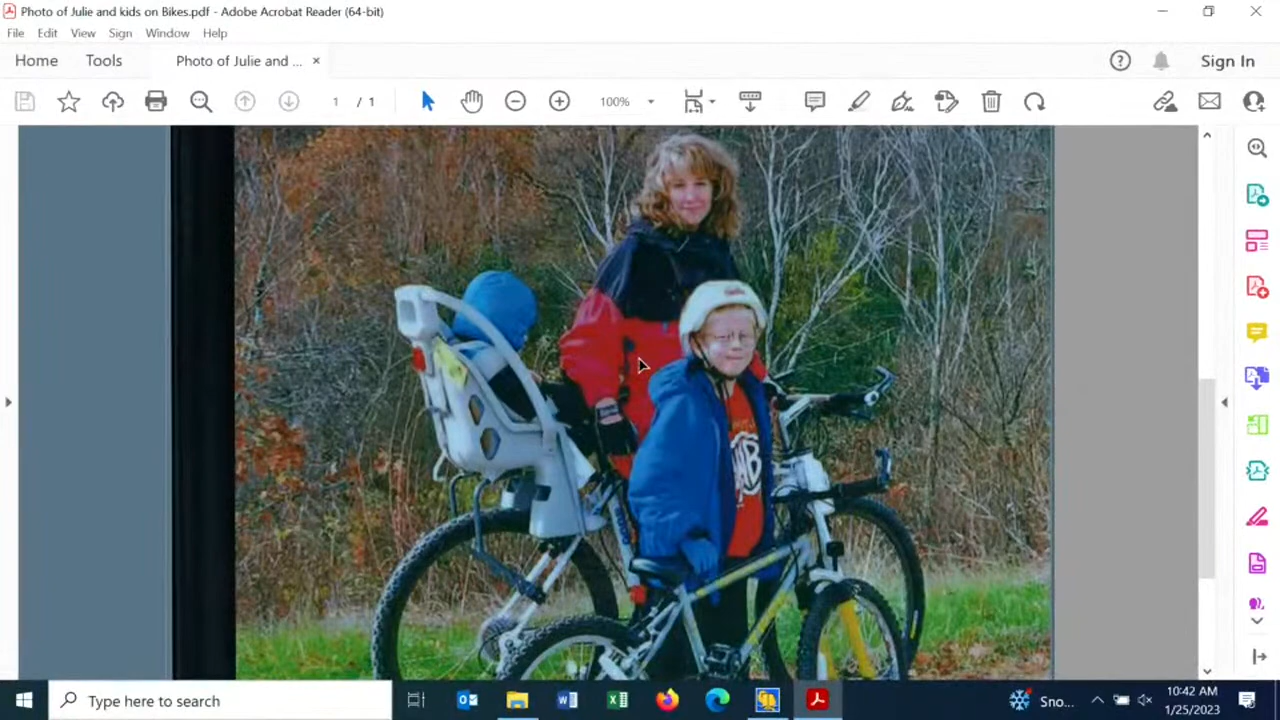 Photo of Julie and kids on Bikes.pdf - Adobe Acrobat Reader (64-bit)
File Edit View Sign Window Help
Home Tools Photo of Julie and ... × Sign In
1 / 1 100%
Type here to search
Sno...
10:42 AM
1/25/2023